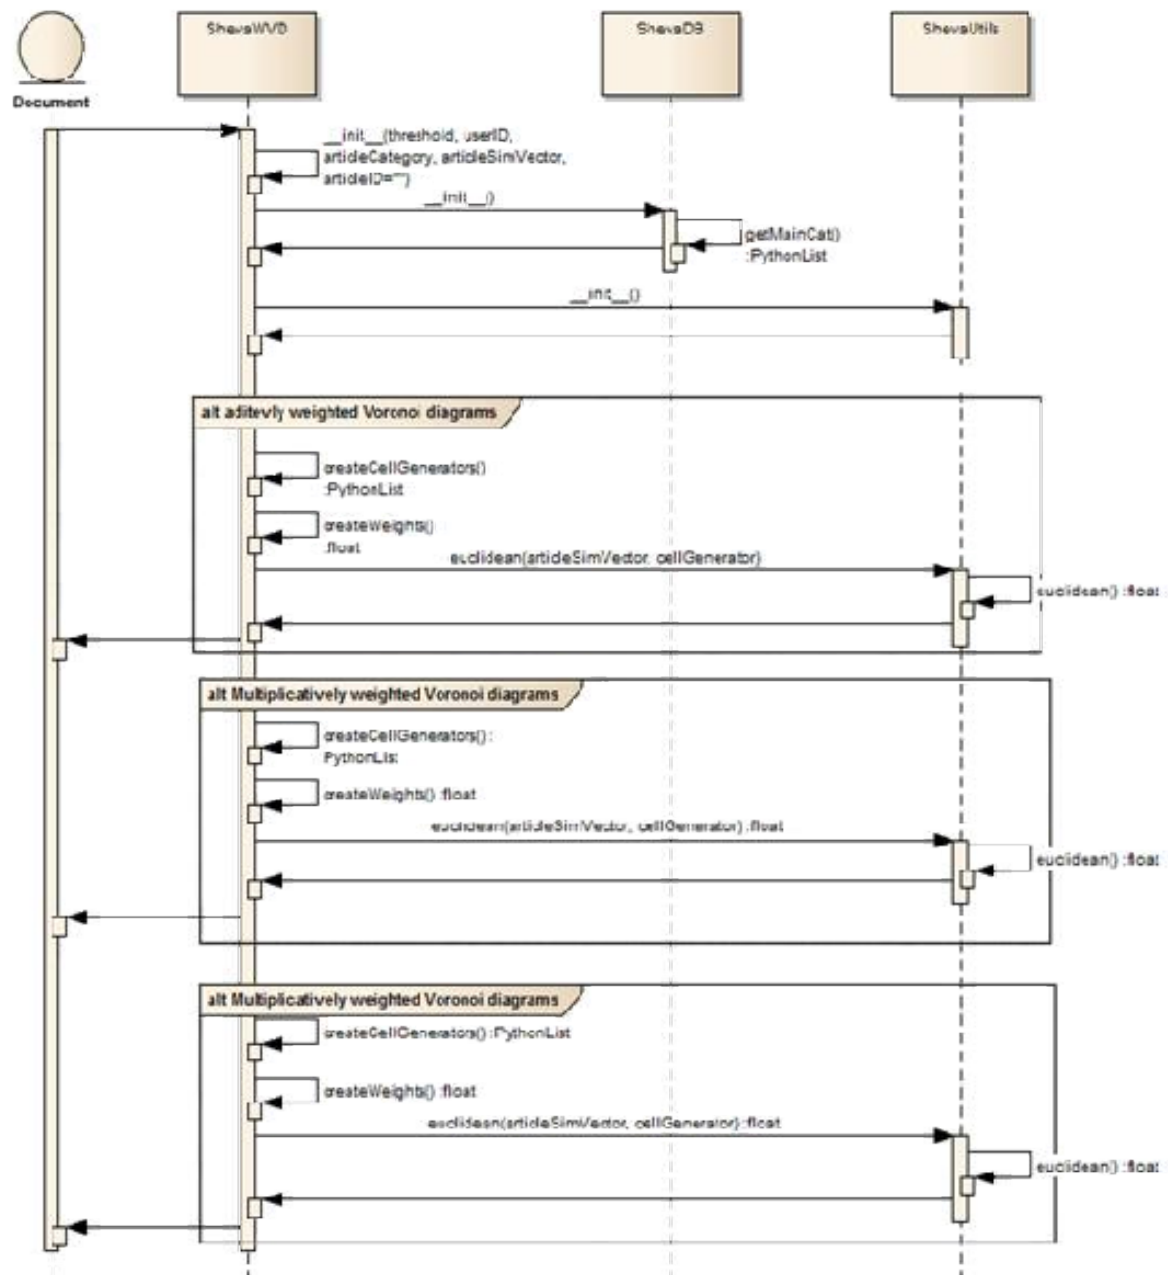 ShevaWVD
ShevaDB
ShevaUtils
Document
__init__(threshold, userID,
articleCategory, articleSimVector,
articleID="")
__init__()
getMainCat()
:PythonList
__init__()
alt aditevly weighted Voronoi diagrams
createCellGenerators()
:PythonList
createWeights()
:float
euclidean(articleSimVector, cellGenerator)
euclidean() :float
alt Multiplicatively weighted Voronoi diagrams
createCellGenerators() :
PythonList
createWeights() :float
euclidean(articleSimVector, cellGenerator) :float
euclidean() :float
alt Multiplicatively weighted Voronoi diagrams
createCellGenerators() :PythonList
createWeights() :float
euclidean(articleSimVector, cellGenerator) :float
euclidean() :float